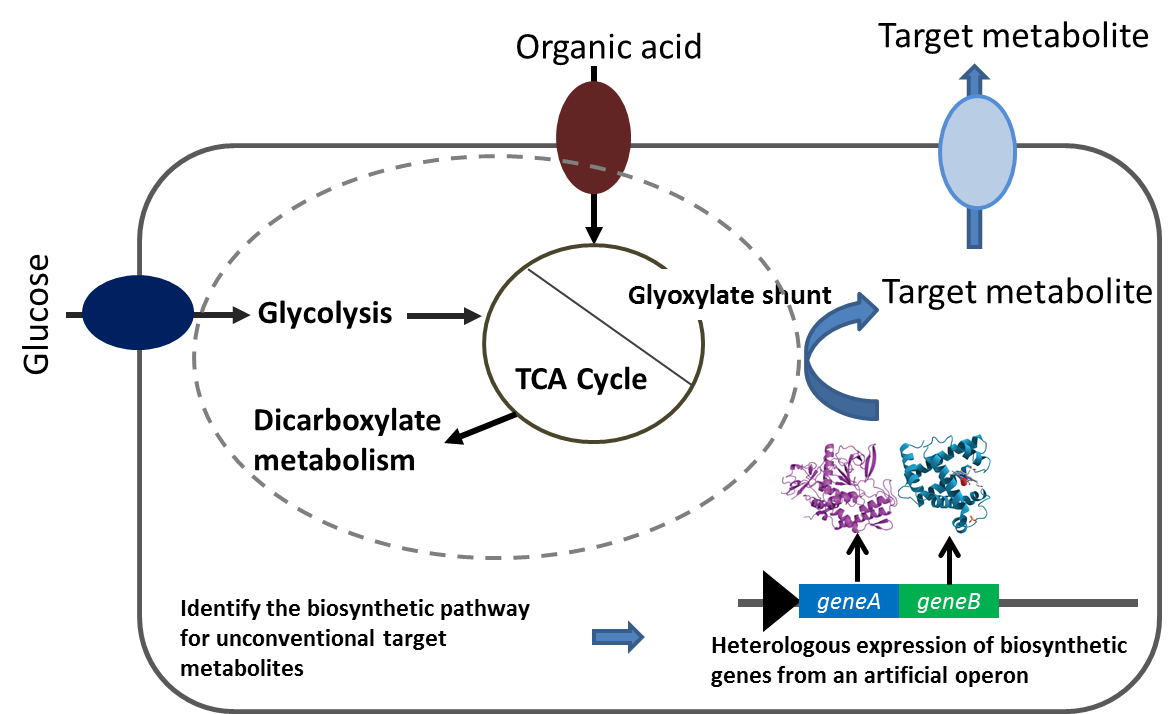 Organic acid
Target metabolite
Glucose
Glycolysis
Glyoxylate shunt
Target metabolite
TCA Cycle
Dicarboxylate
metabolism
geneA
geneB
Identify the biosynthetic pathway
for unconventional target
metabolites
Heterologous expression of biosynthetic
genes from an artificial operon